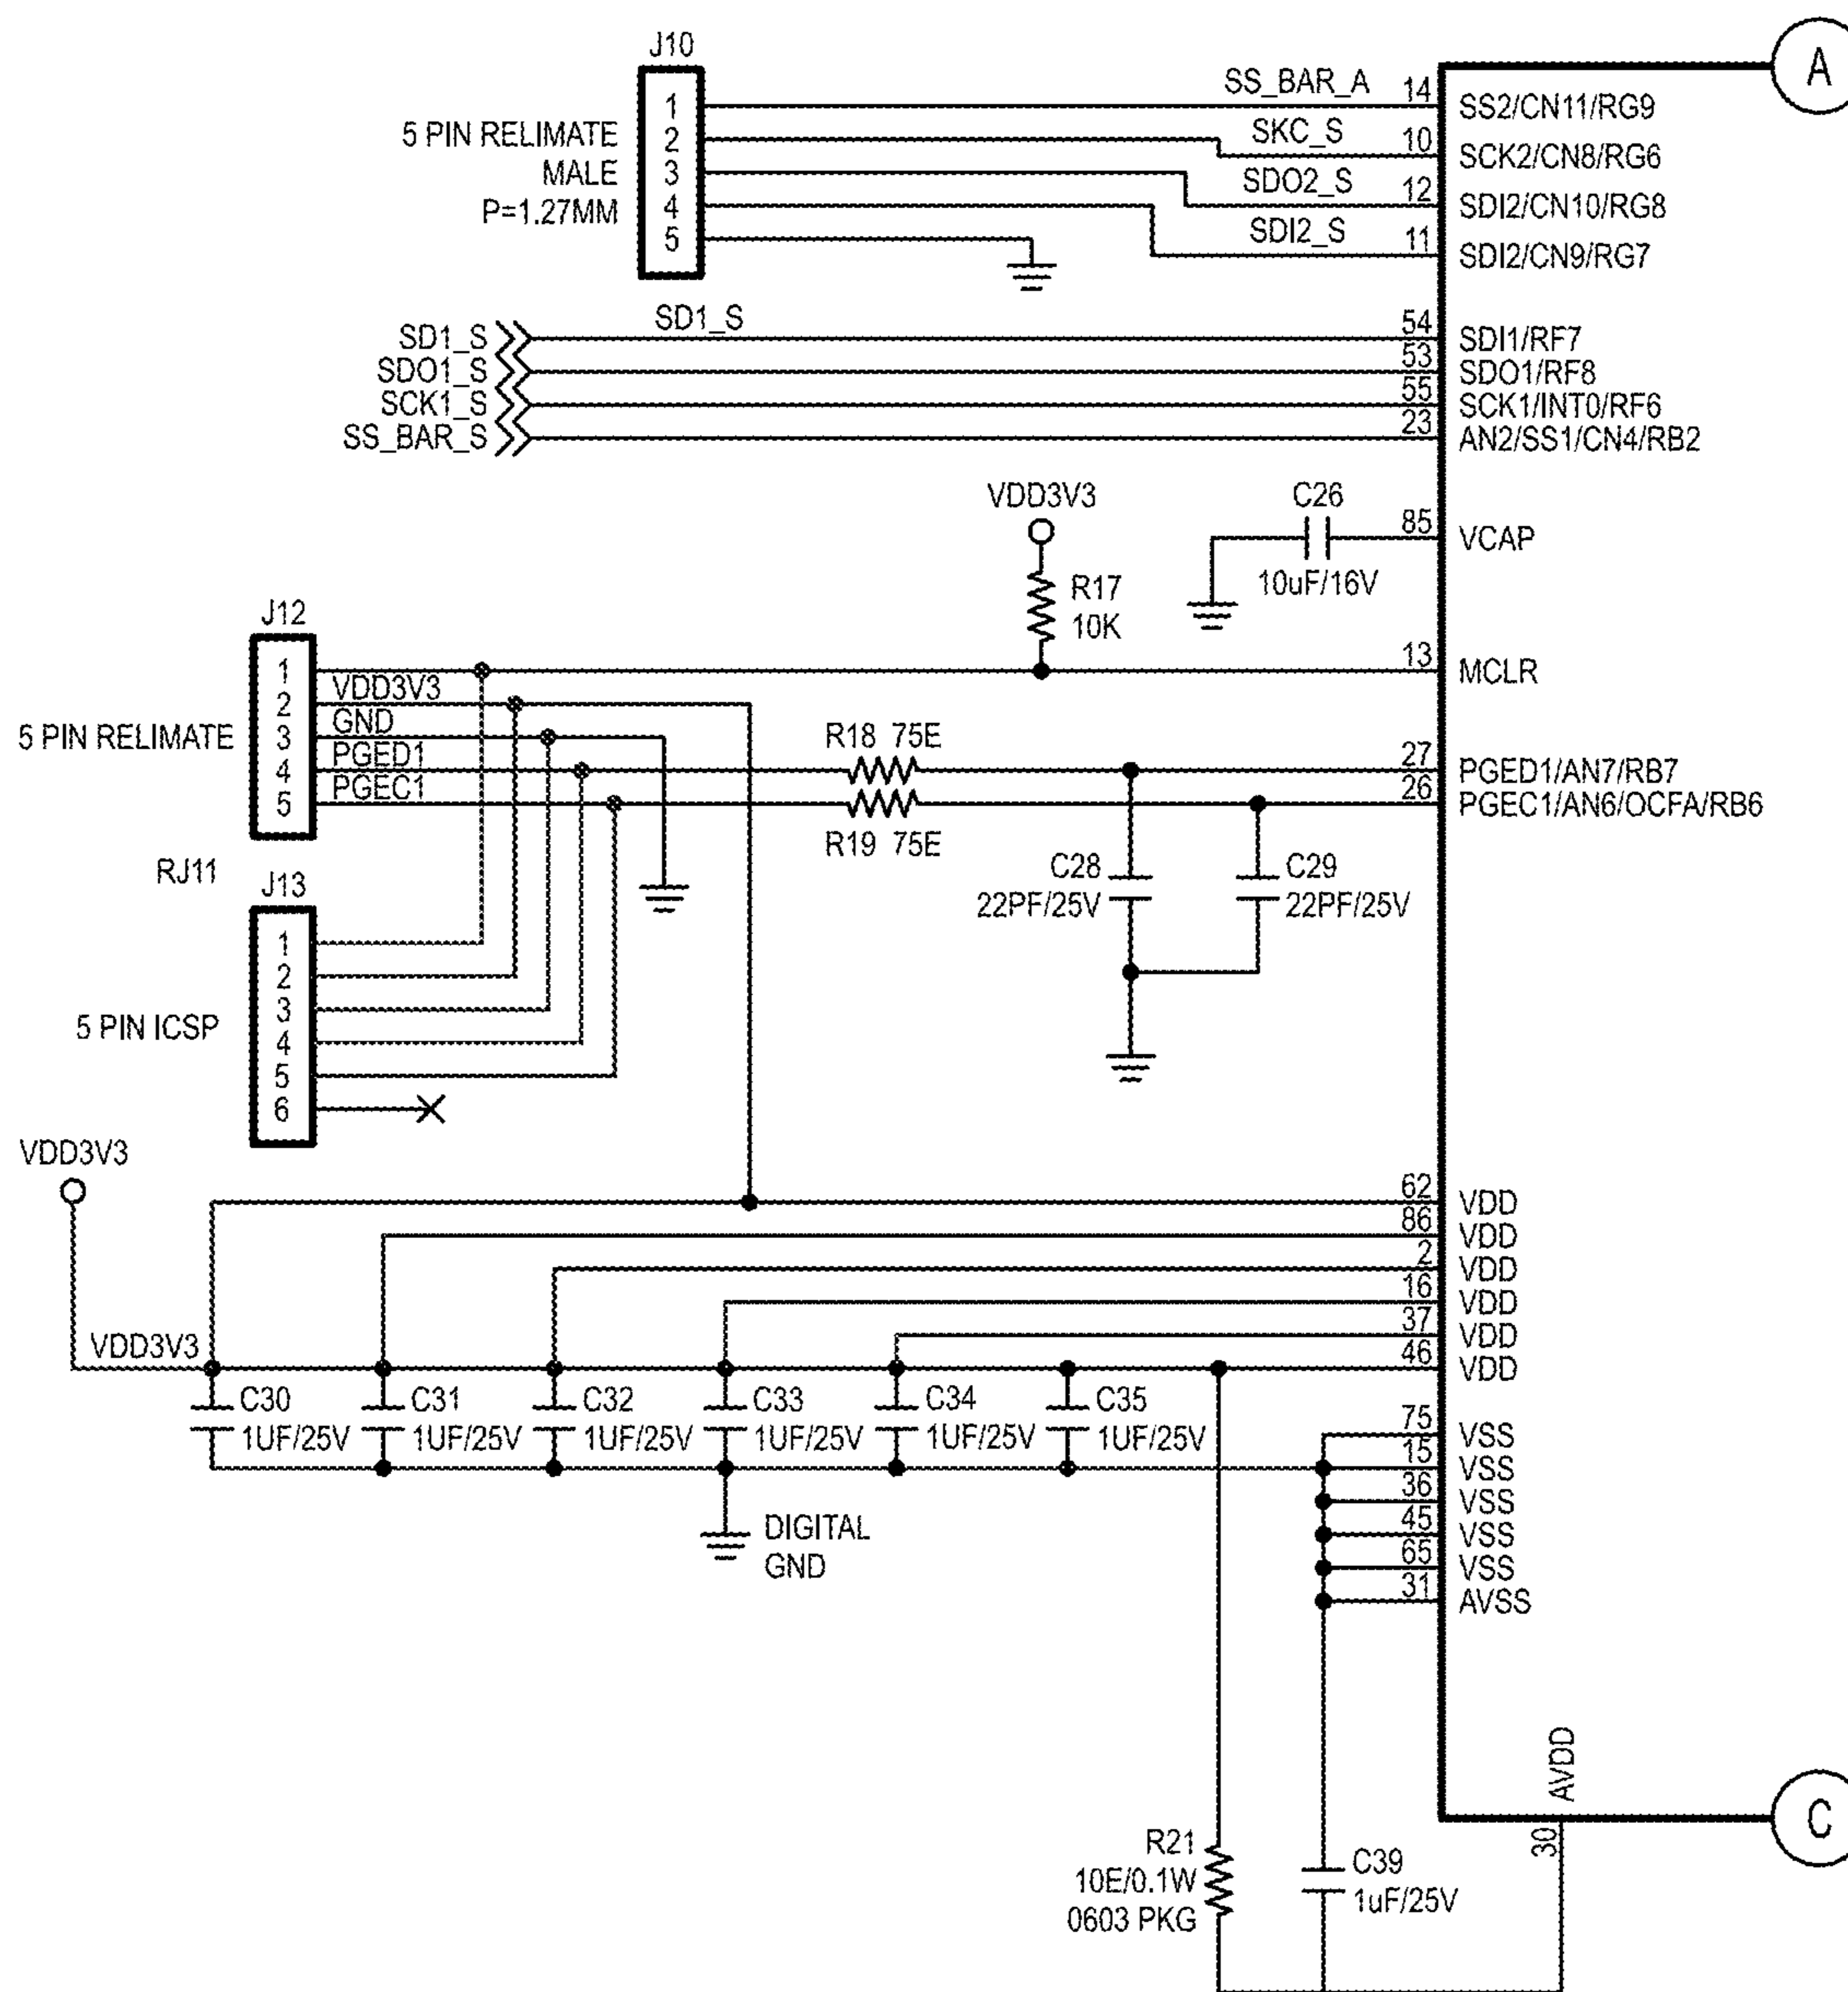 A
J10
5 PIN RELIMATE
MALE
P=1.27MM
1
2
3
4
5
SS_BAR_A 14 SS2/CN11/RG9
SKC_S 10 SCK2/CN8/RG6
SDO2_S 12 SDI2/CN10/RG8
SDI2_S 11 SDI2/CN9/RG7
SD1_S SD1_S 54 SDI1/RF7
SDO1_S 53 SDO1/RF8
SCK1_S 55 SCK1/INT0/RF6
SS_BAR_S 23 AN2/SS1/CN4/RB2
VDD3V3
R17
10K
C26
10uF/16V
85 VCAP
J12
5 PIN RELIMATE
1 13 MCLR
2 VDD3V3
3 GND
4 PGED1 R18 75E 27 PGED1/AN7/RB7
5 PGEC1 R19 75E 26 PGEC1/AN6/OCFA/RB6
C28
22PF/25V
C29
22PF/25V
RJ11
J13
5 PIN ICSP
1
2
3
4
5
6
VDD3V3
62 VDD
86 VDD
2 VDD
16 VDD
37 VDD
VDD3V3 46 VDD
C30
1UF/25V
C31
1UF/25V
C32
1UF/25V
C33
1UF/25V
C34
1UF/25V
C35
1UF/25V
75 VSS
15 VSS
36 VSS
45 VSS
65 VSS
31 AVSS
DIGITAL
GND
AVDD
30
C
R21
10E/0.1W
0603 PKG
C39
1uF/25V